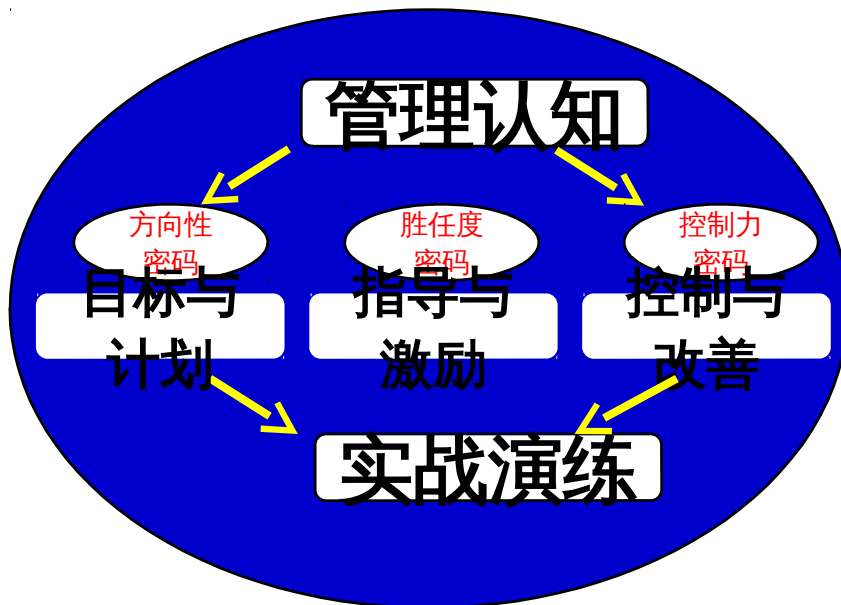 管理认知
方向性
密码
胜任度
密码
控制力
密码
目标与
计划
指导与
激励
控制与
改善
实战演练